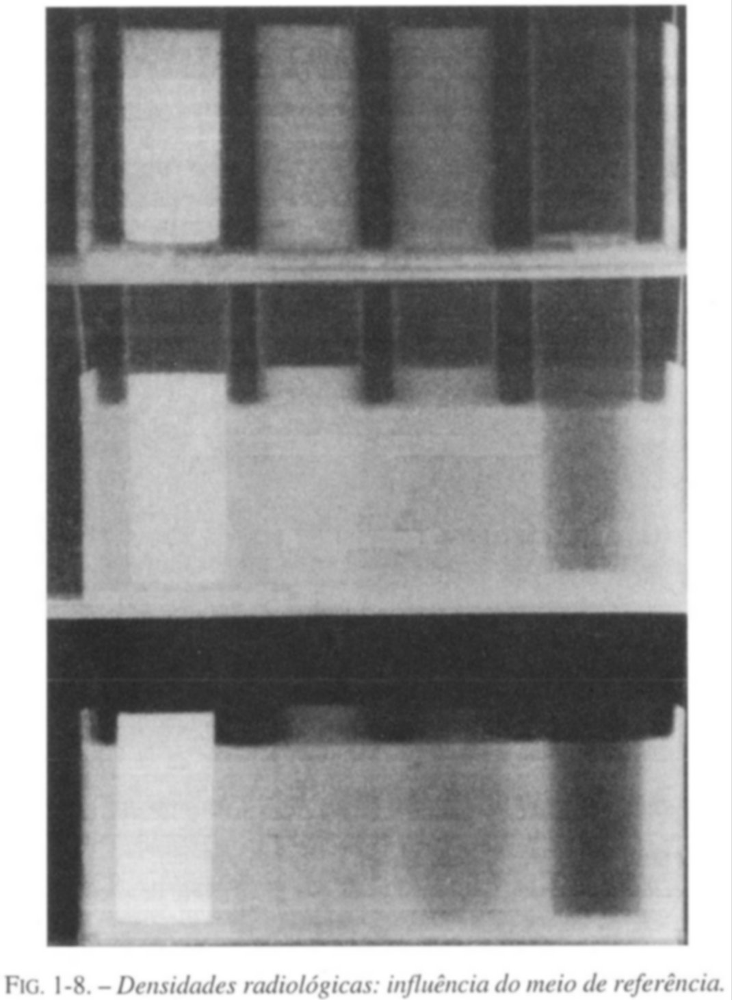 FIG. 1-8. – Densidades radiológicas: influência do meio de referência.